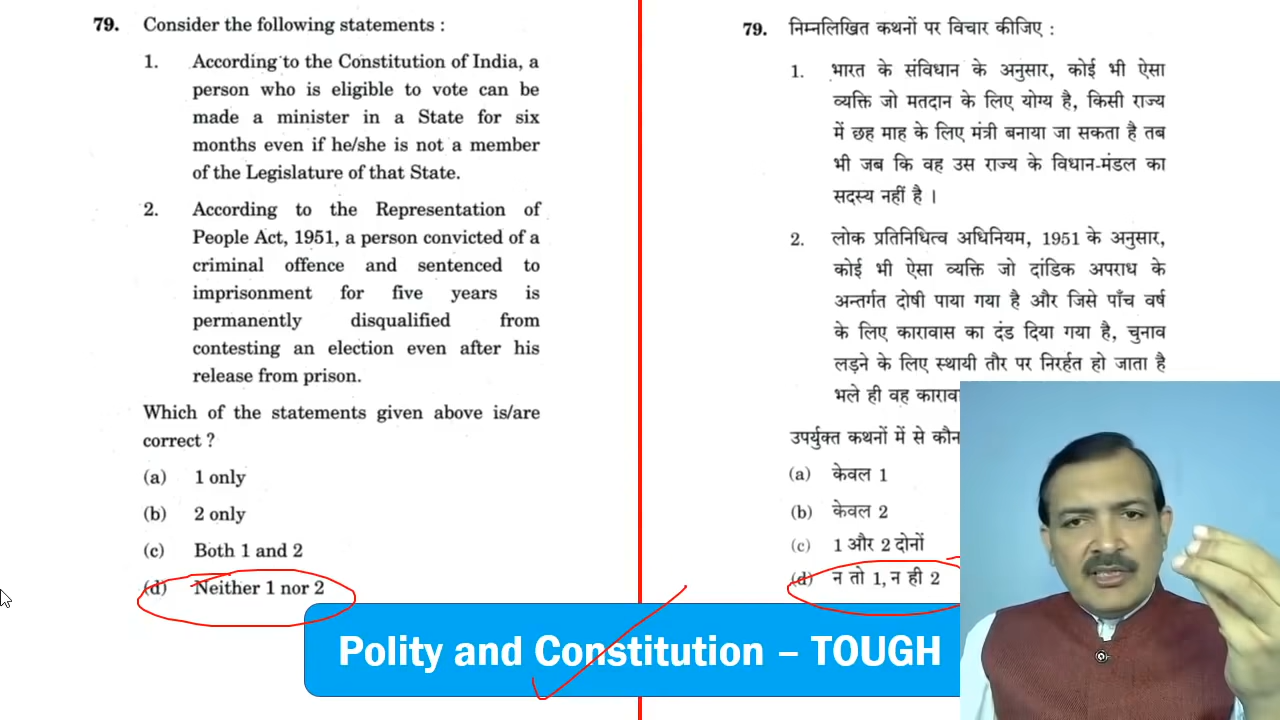 79. Consider the following statements :
1. According to the Constitution of India, a
person who is eligible to vote can be
made a minister in a State for six
months even if he/she is not a member
of the Legislature of that State.
2. According to the Representation of
People Act, 1951, a person convicted of a
criminal offence and sentenced to
imprisonment for five years is
permanently disqualified from
contesting an election even after his
release from prison.
Which of the statements given above is/are
correct ?
(a) 1 only
(b) 2 only
(c) Both 1 and 2
(d) Neither 1 nor 2
79. निम्नलिखित कथनों पर विचार कीजिए :
1. भारत के संविधान के अनुसार, कोई भी ऐसा
व्यक्ति जो मतदान के लिए योग्य है, किसी राज्य
में छह माह के लिए मंत्री बनाया जा सकता है तब
भी जब कि वह उस राज्य के विधान-मंडल का
सदस्य नहीं है ।
2. लोक प्रतिनिधित्व अधिनियम, 1951 के अनुसार,
कोई भी ऐसा व्यक्ति जो दांडिक अपराध के
अन्तर्गत दोषी पाया गया है और जिसे पाँच वर्ष
के लिए कारावास का दंड दिया गया है, चुनाव
लड़ने के लिए स्थायी तौर पर निरर्हत हो जाता है
भले ही वह
उपर्युक्त कथनों में से
(a) केवल 1
(b) केवल 2
(c) 1 और 2 दोनों
(d) न तो 1, न ही 2
Polity and Constitution – TOUGH